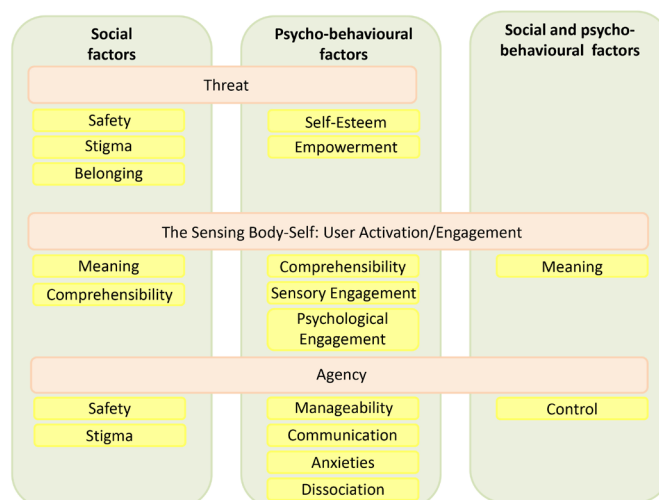 Social
factors
Psycho-behavioural
factors
Social and psycho-
behavioural factors
Threat
Safety
Stigma
Belonging
Self-Esteem
Empowerment
The Sensing Body-Self: User Activation/Engagement
Meaning
Comprehensibility
Comprehensibility
Sensory Engagement
Psychological
Engagement
Meaning
Agency
Safety
Stigma
Manageability
Communication
Anxieties
Dissociation
Control